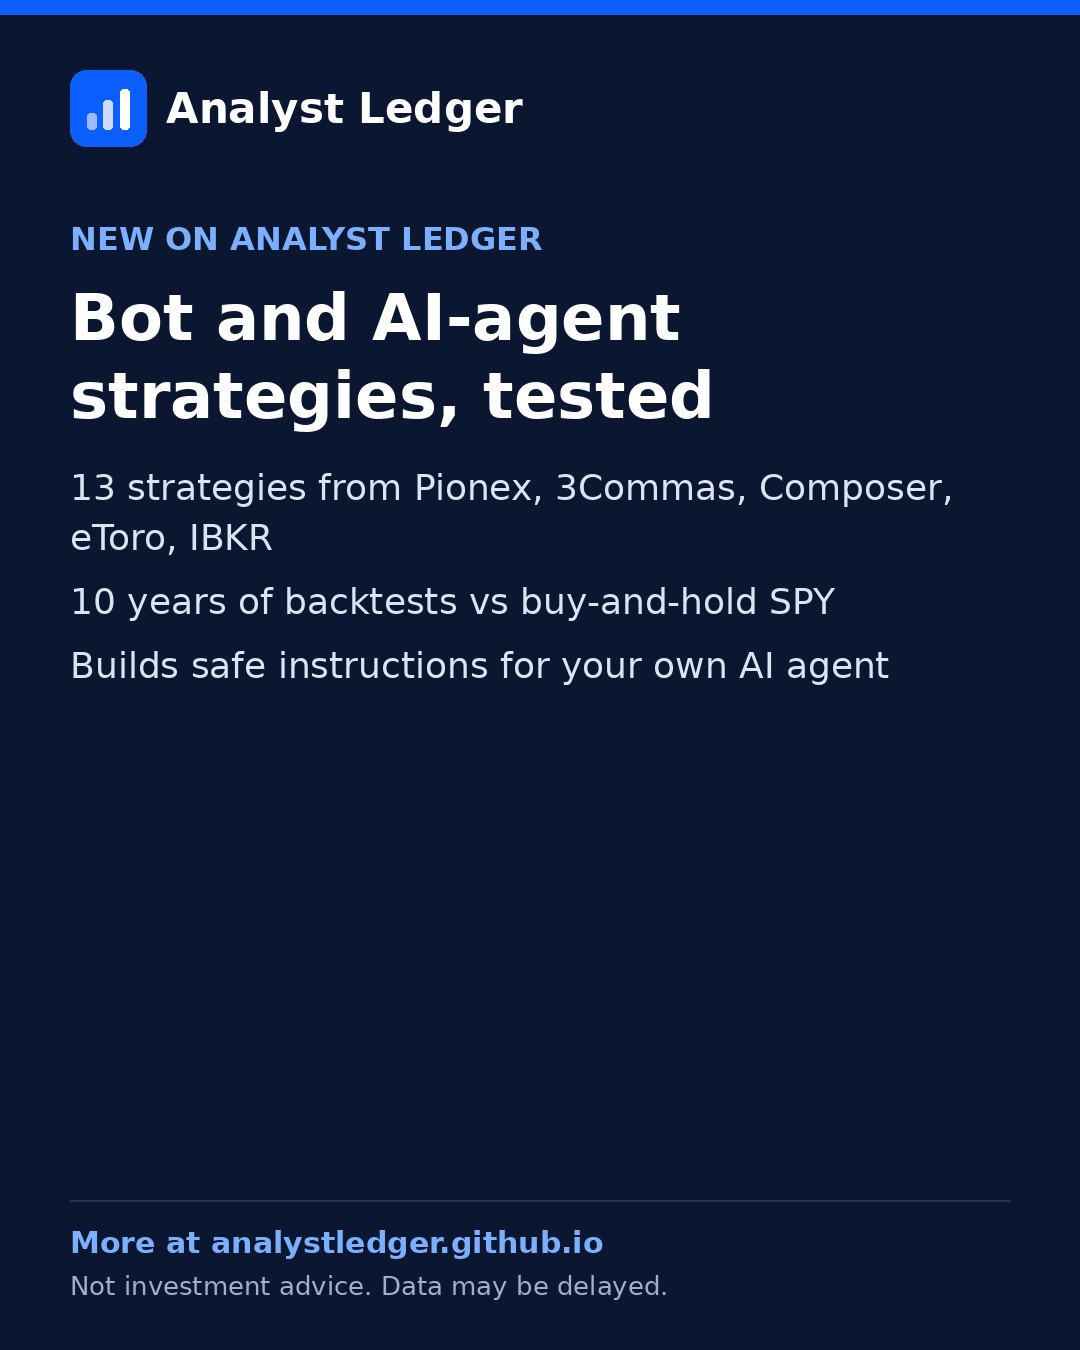 Analyst Ledger
NEW ON ANALYST LEDGER
Bot and AI-agent
strategies, tested
13 strategies from Pionex, 3Commas, Composer,
eToro, IBKR
10 years of backtests vs buy-and-hold SPY
Builds safe instructions for your own AI agent
More at analystledger.github.io
Not investment advice. Data may be delayed.